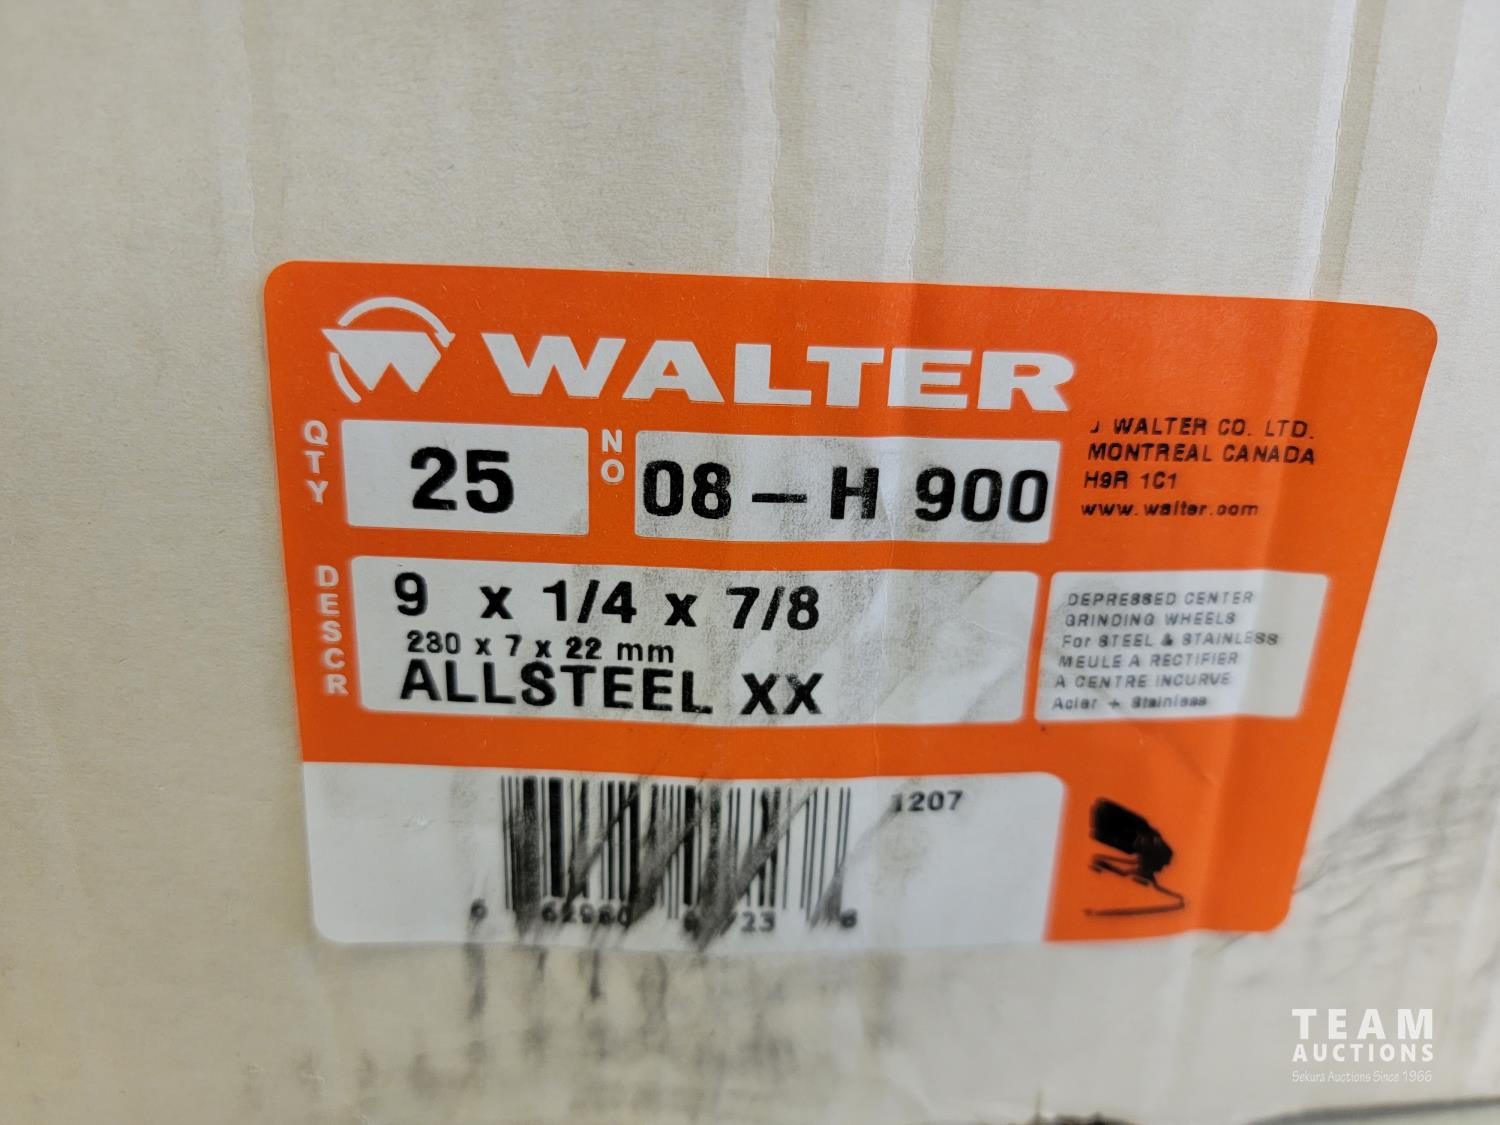 WALTER
J WALTER CO. LTD.
MONTREAL CANADA
H9R 1C1
www.walter.com
QTY 25 NO 08-H 900
DESCR 9 x 1/4 x 7/8
230 x 7 x 22 mm
ALLSTEEL XX
DEPRESSED CENTER
GRINDING WHEELS
For STEEL & STAINLESS
MEULE A RECTIFIER
A CENTRE INCURVE
Acier + Stainless
1207
TEAM
AUCTIONS
Sekura Auctions Since 1966